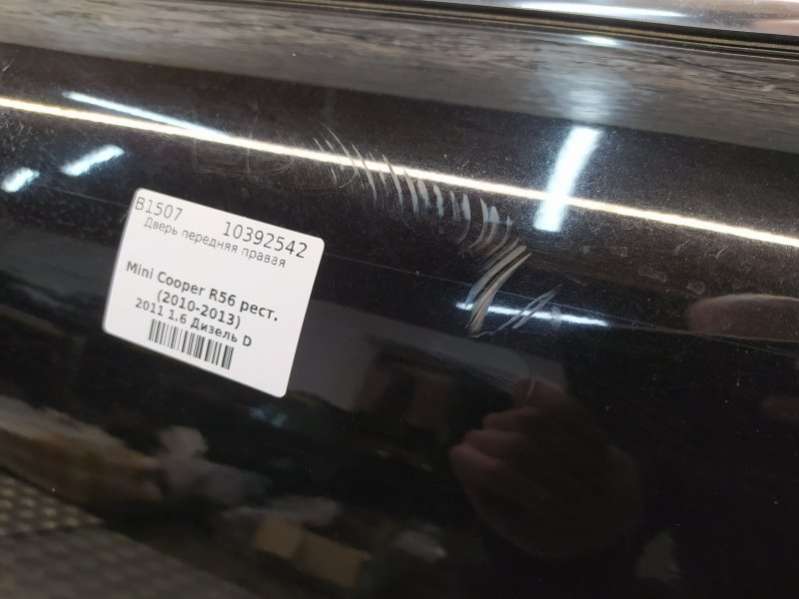 B1507 10392542
Дверь передняя правая
Mini Cooper R56 рест.
(2010-2013)
2011 1.6 Дизель D